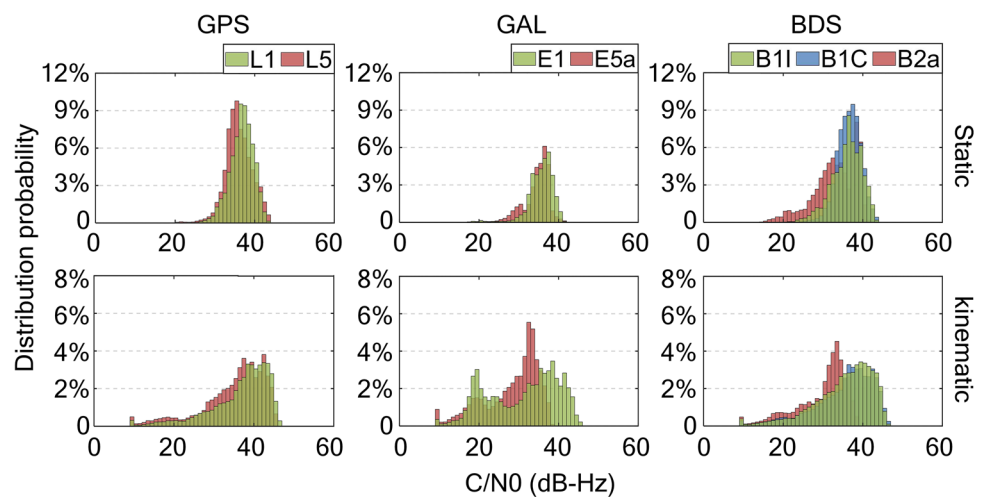 GPS GAL BDS
L1 L5 E1 E5a B1I B1C B2a
12% 12% 12%
9% 9% 9%
6% 6% 6%
3% 3% 3%
0 0 0
0 20 40 60 0 20 40 60 0 20 40 60
Static
Distribution probability
8% 8% 8%
6% 6% 6%
4% 4% 4%
2% 2% 2%
0 0 0
0 20 40 60 0 20 40 60 0 20 40 60
kinematic
C/N0 (dB-Hz)